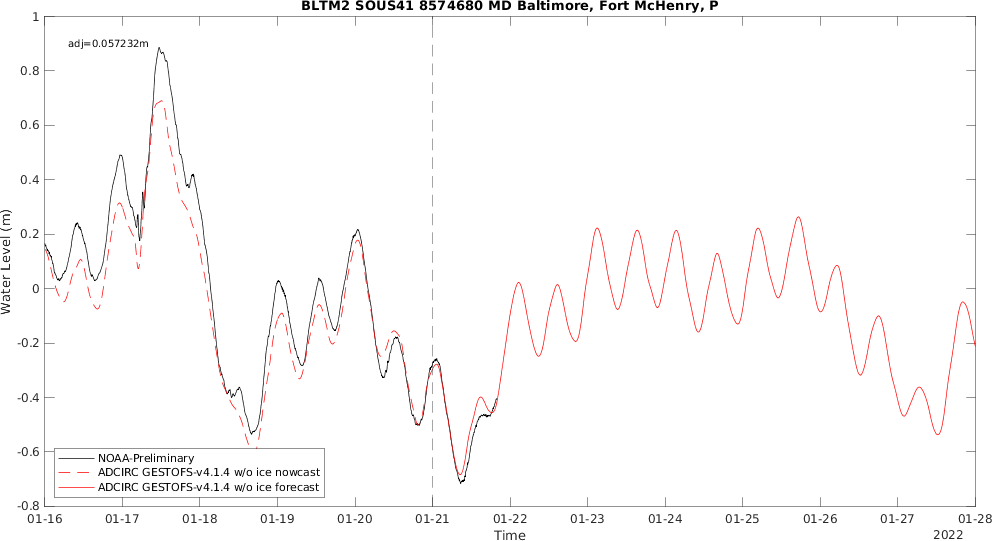 BLTM2 SOUS41 8574680 MD Baltimore, Fort McHenry, P
adj=0.057232m
1
0.8
0.6
0.4
0.2
0
-0.2
-0.4
-0.6
-0.8
Water Level (m)
NOAA-Preliminary
ADCIRC GESTOFS-v4.1.4 w/o ice nowcast
ADCIRC GESTOFS-v4.1.4 w/o ice forecast
01-16 01-17 01-18 01-19 01-20 01-21 01-22 01-23 01-24 01-25 01-26 01-27 01-28
Time
2022